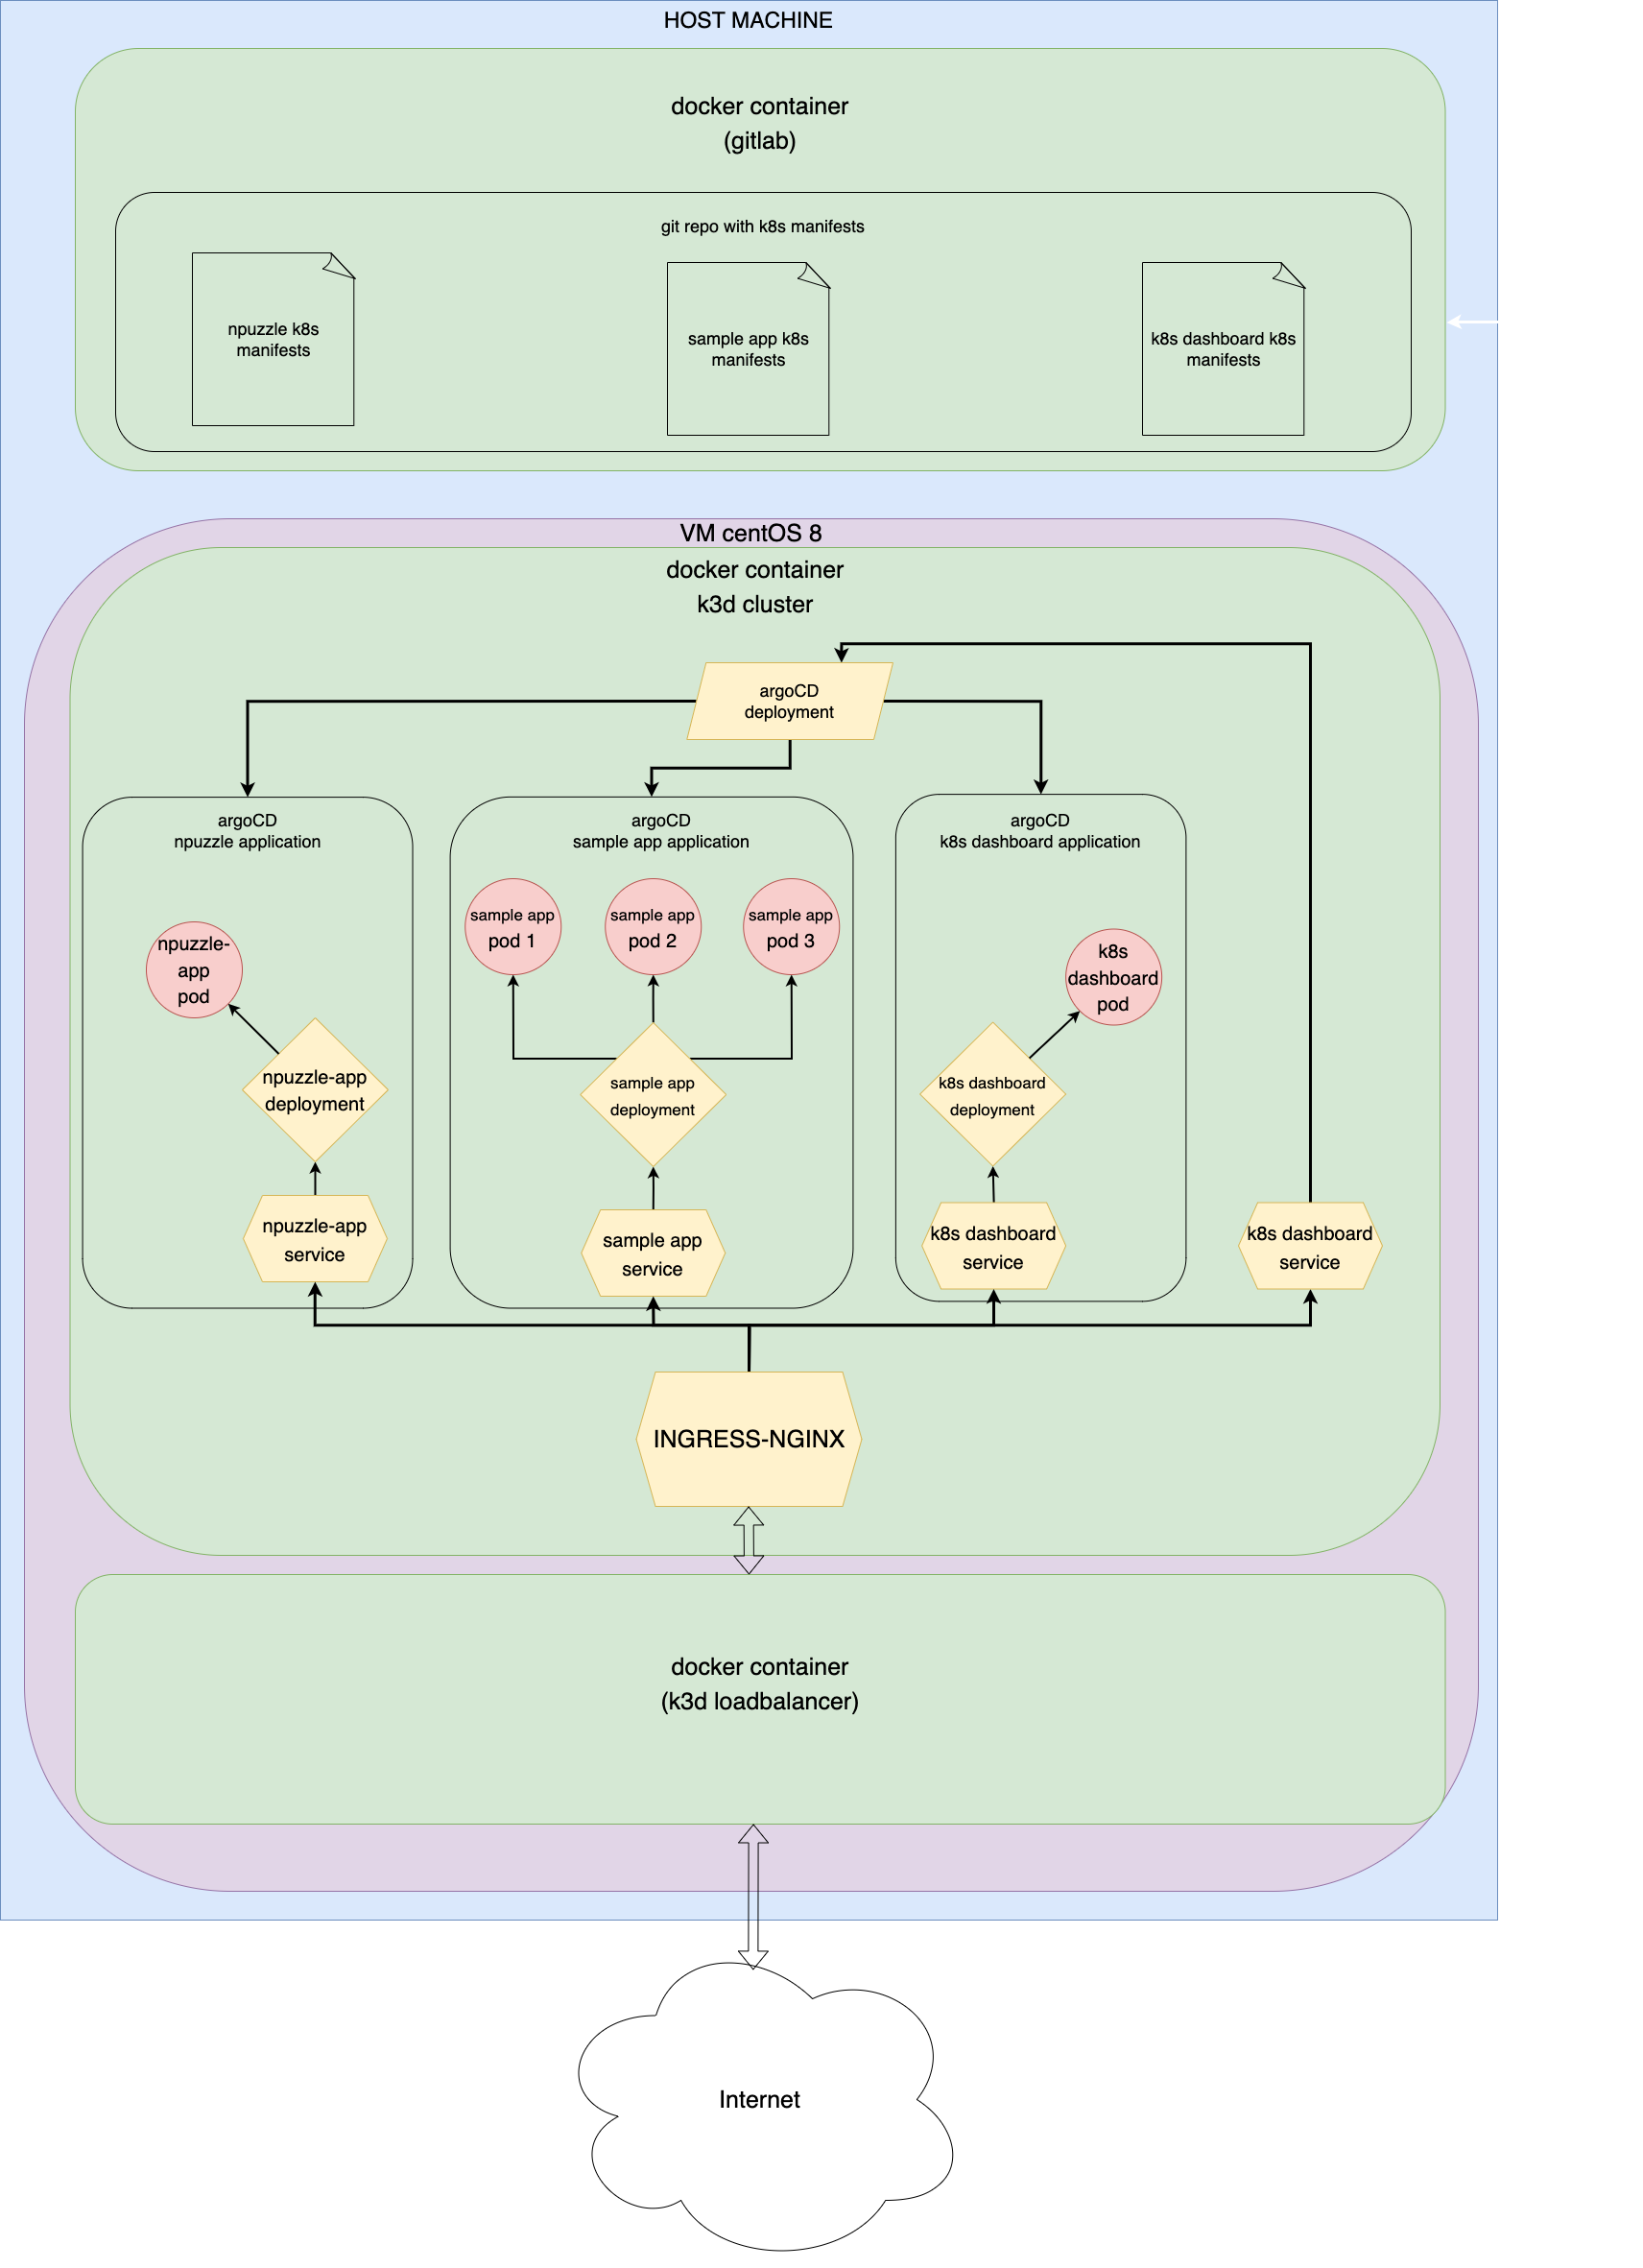 HOST MACHINE
docker container
(gitlab)
git repo with k8s manifests
npuzzle k8s
manifests
sample app k8s
manifests
k8s dashboard k8s
manifests
VM centOS 8
docker container
k3d cluster
argoCD
deployment
argoCD
npuzzle application
argoCD
sample app application
argoCD
k8s dashboard application
npuzzle-
app
pod
sample app
pod 1
sample app
pod 2
sample app
pod 3
k8s
dashboard
pod
npuzzle-app
deployment
sample app
deployment
k8s dashboard
deployment
npuzzle-app
service
sample app
service
k8s dashboard
service
k8s dashboard
service
INGRESS-NGINX
docker container
(k3d loadbalancer)
Internet